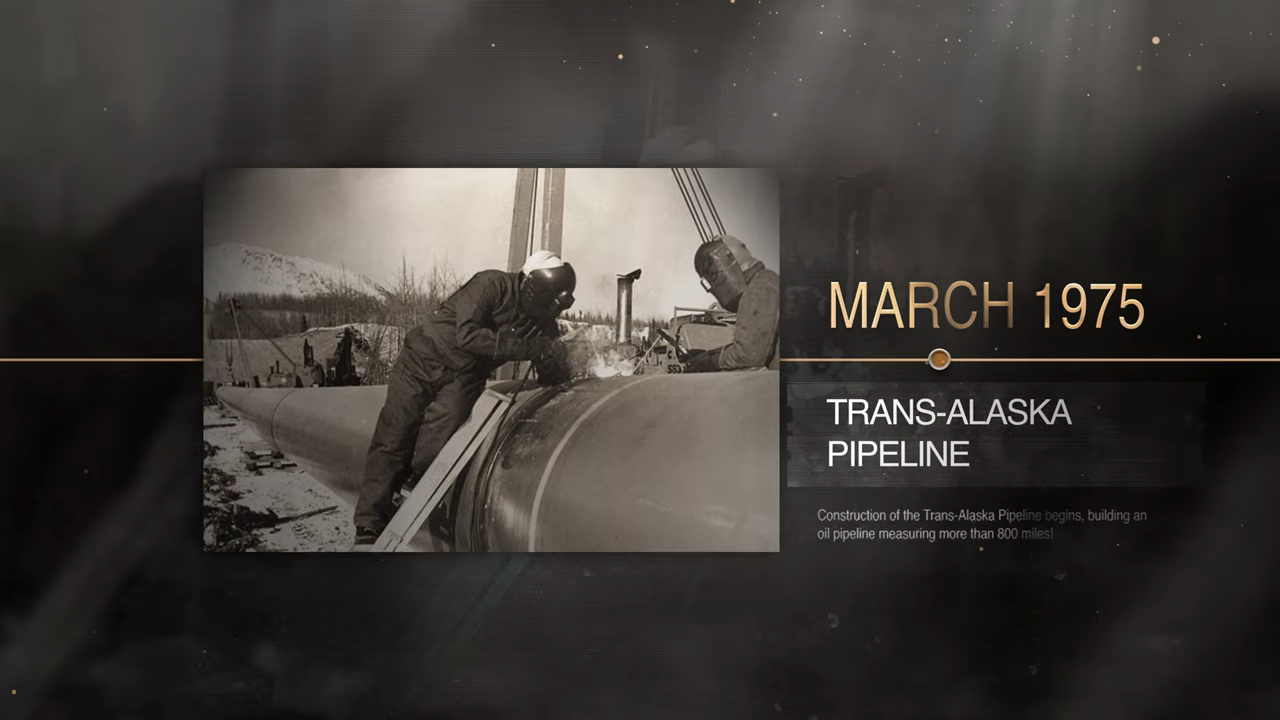 MARCH 1975
TRANS-ALASKA
PIPELINE
Construction of the Trans-Alaska Pipeline begins, building an
oil pipeline measuring more than 800 miles!
553